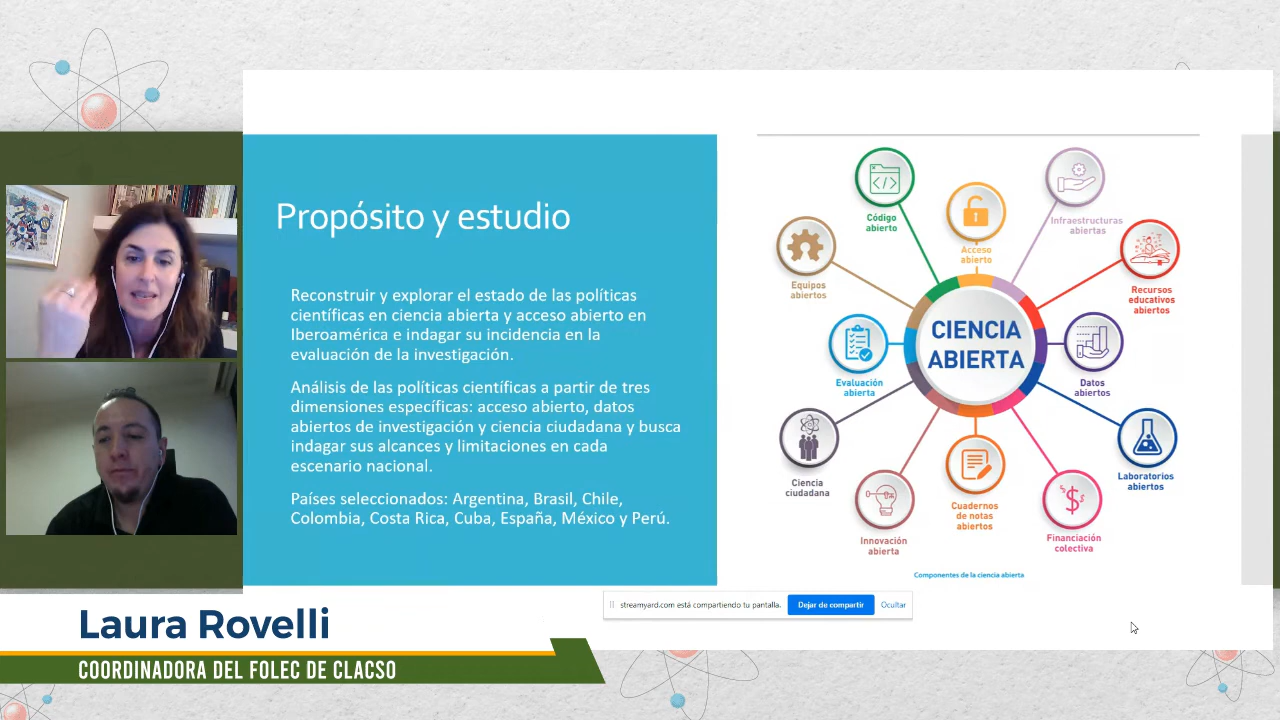 Propósito y estudio
Reconstruir y explorar el estado de las políticas
científicas en ciencia abierta y acceso abierto en
Iberoamérica e indagar su incidencia en la
evaluación de la investigación.
Análisis de las políticas científicas a partir de tres
dimensiones específicas: acceso abierto, datos
abiertos de investigación y ciencia ciudadana y busca
indagar sus alcances y limitaciones en cada
escenario nacional.
Países seleccionados: Argentina, Brasil, Chile,
Colombia, Costa Rica, Cuba, España, México y Perú.
Código
abierto
Acceso
abierto
Infraestructuras
abiertas
Equipos
abiertos
Recursos
educativos
abiertos
CIENCIA
ABIERTA
Evaluación
abierta
Datos
abiertos
Ciencia
ciudadana
Laboratorios
abiertos
Innovación
abierta
Cuadernos
de notas
abiertos
Financiación
colectiva
Componentes de la ciencia abierta
streamyard.com está compartiendo tu pantalla.
Dejar de compartir
Ocultar
Laura Rovelli
COORDINADORA DEL FOLEC DE CLACSO